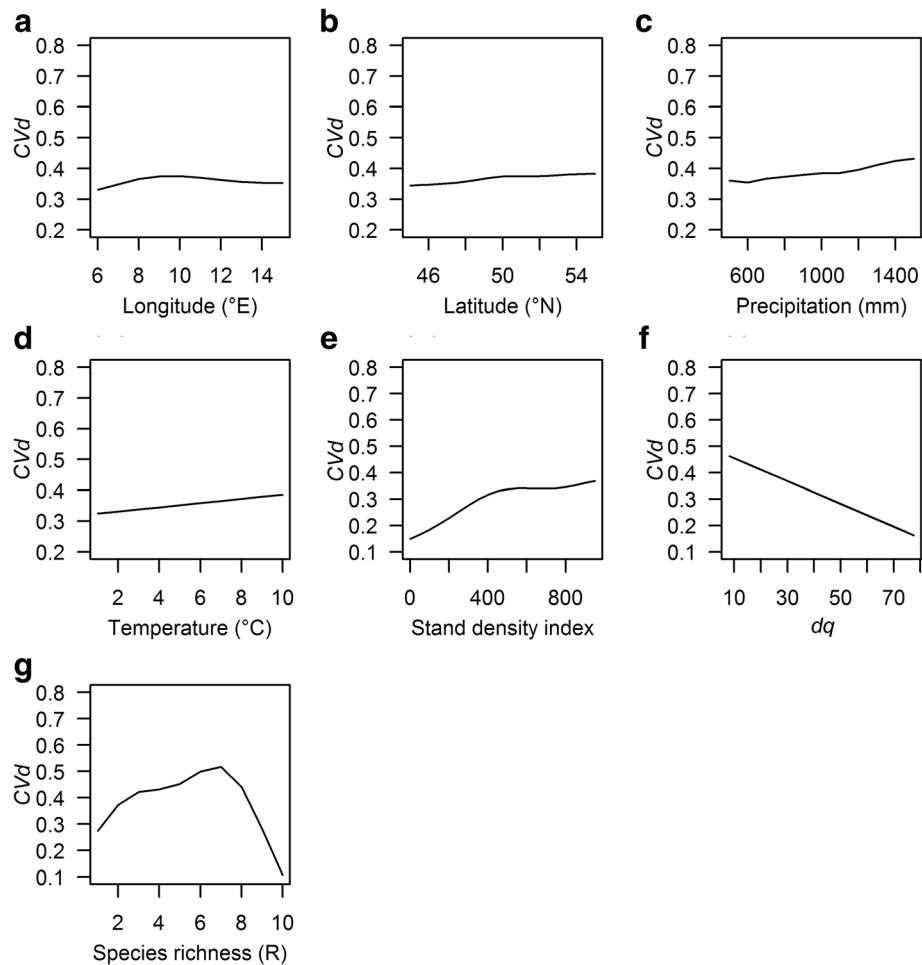 a
0.8
0.7
0.6
0.5
0.4
0.3
0.2
CVd
6 8 10 12 14
Longitude (°E)
b
0.8
0.7
0.6
0.5
0.4
0.3
0.2
CVd
46 50 54
Latitude (°N)
c
0.8
0.7
0.6
0.5
0.4
0.3
0.2
CVd
600 1000 1400
Precipitation (mm)
d
0.8
0.7
0.6
0.5
0.4
0.3
0.2
CVd
2 4 6 8 10
Temperature (°C)
e
0.8
0.7
0.6
0.5
0.4
0.3
0.2
0.1
CVd
0 400 800
Stand density index
f
0.8
0.7
0.6
0.5
0.4
0.3
0.2
0.1
CVd
10 30 50 70
dq
g
0.8
0.7
0.6
0.5
0.4
0.3
0.2
0.1
CVd
2 4 6 8 10
Species richness (R)